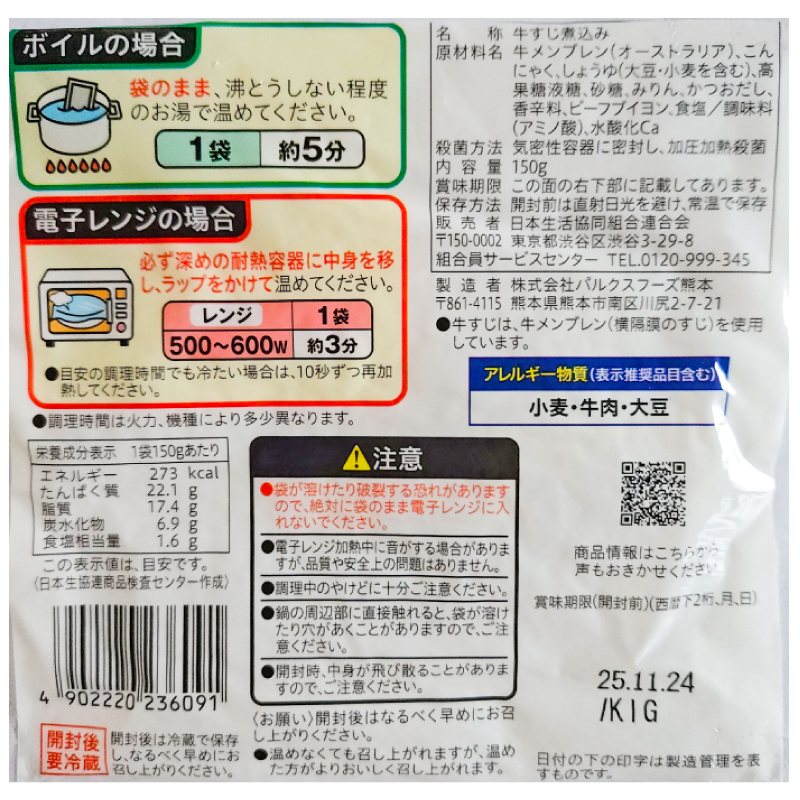 ボイルの場合
袋のまま、沸とうしない程度
のお湯で温めてください。
1袋 約5分
電子レンジの場合
必ず深めの耐熱容器に中身を移
し、ラップをかけて温めてください。
レンジ 1袋
500〜600W 約3分
●目安の調理時間でも冷たい場合は、10秒ずつ再加
熱してください。
●調理時間は火力、機種により多少異なります。
栄養成分表示 1袋150gあたり
エネルギー 273 kcal
たんぱく質 22.1 g
脂質 17.4 g
炭水化物 6.9 g
食塩相当量 1.6 g
この表示値は、目安です。
(日本生協連商品検査センター作成)
4 902220 236091
開封後
要冷蔵
開封後は冷蔵で保存
し、なるべく早めにお
召し上がりください。
注意
●袋が溶けたり破裂する恐れがあります
ので、絶対に袋のまま電子レンジに入
れないでください。
●電子レンジ加熱中に音がする場合がありま
すが、品質や安全上の問題はありません。
●調理中のやけどに十分ご注意ください。
●鍋の周辺部に直接触れると、袋が溶け
たり穴があくことがありますので、ご注
意ください。
●開封時、中身が飛び散ることがありま
すので、ご注意ください。
〈お願い〉開封後はなるべく早めにお召
し上がりください。
●温めなくても召し上がれますが、温め
た方がよりおいしく召し上がれます。
名称 牛すじ煮込み
原材料名 牛メンブレン(オーストラリア)、こん
にゃく、しょうゆ(大豆・小麦を含む)、高
果糖液糖、砂糖、みりん、かつおだし、
香辛料、ビーフブイヨン、食塩／調味料
(アミノ酸)、水酸化Ca
殺菌方法 気密性容器に密封し、加圧加熱殺菌
内容量 150g
賞味期限 この面の右下部に記載してあります。
保存方法 開封前は直射日光を避け、常温で保存
販売者 日本生活協同組合連合会
〒150-0002 東京都渋谷区渋谷3-29-8
組合員サービスセンター TEL.0120-999-345
製造者 株式会社パルクスフーズ熊本
〒861-4115 熊本県熊本市南区川尻2-7-21
●牛すじは、牛メンブレン(横隔膜のすじ)を使用
しています。
アレルギー物質(表示推奨品目含む)
小麦・牛肉・大豆
商品情報はこちらから
声もおきかせください
賞味期限(開封前)(西暦下2桁、月、日)
25.11.24
/KIG
日付の下の印字は製造管理を表
すものです。